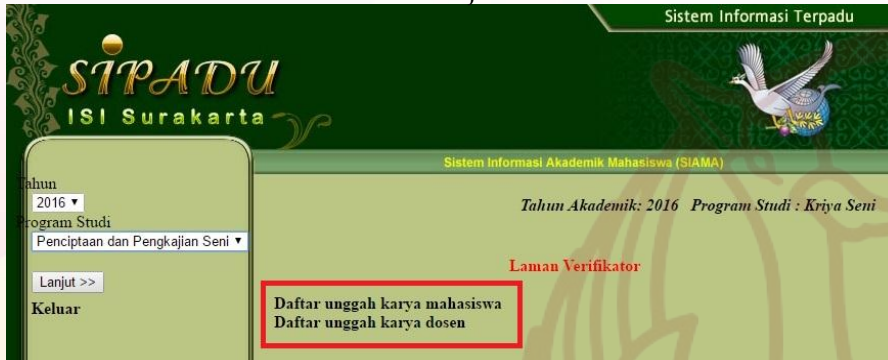 Sistem Informasi Terpadu
SIPADU
ISI Surakarta
Sistem Informasi Akademik Mahasiswa (SIAMA)
Tahun
2016
Program Studi
Penciptaan dan Pengkajian Seni
Lanjut >>
Keluar
Tahun Akademik: 2016 Program Studi : Kriya Seni
Laman Verifikator
Daftar unggah karya mahasiswa
Daftar unggah karya dosen